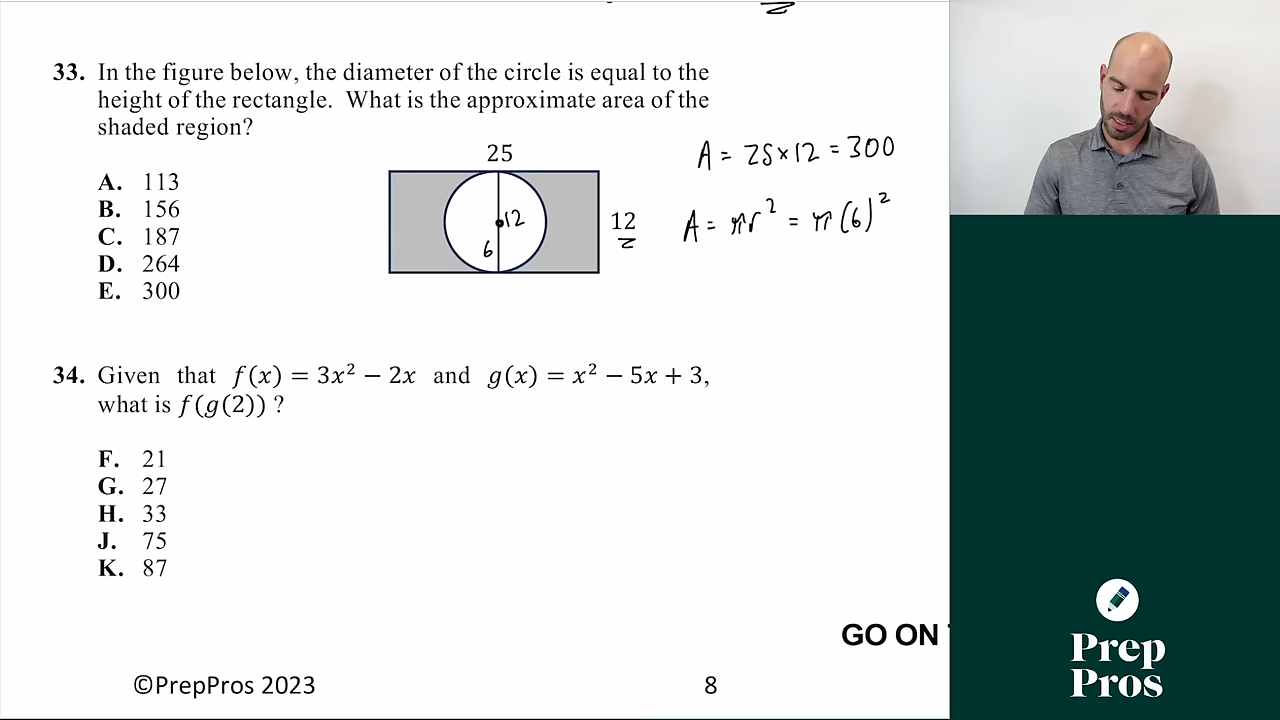 33. In the figure below, the diameter of the circle is equal to the
height of the rectangle. What is the approximate area of the
shaded region?
A. 113
B. 156
C. 187
D. 264
E. 300
25
12
6
12
A = 25 × 12 = 300
A = πr² = π(6)²
34. Given that f(x) = 3x² − 2x and g(x) = x² − 5x + 3,
what is f(g(2)) ?
F. 21
G. 27
H. 33
J. 75
K. 87
GO ON
©PrepPros 2023
8
Prep
Pros